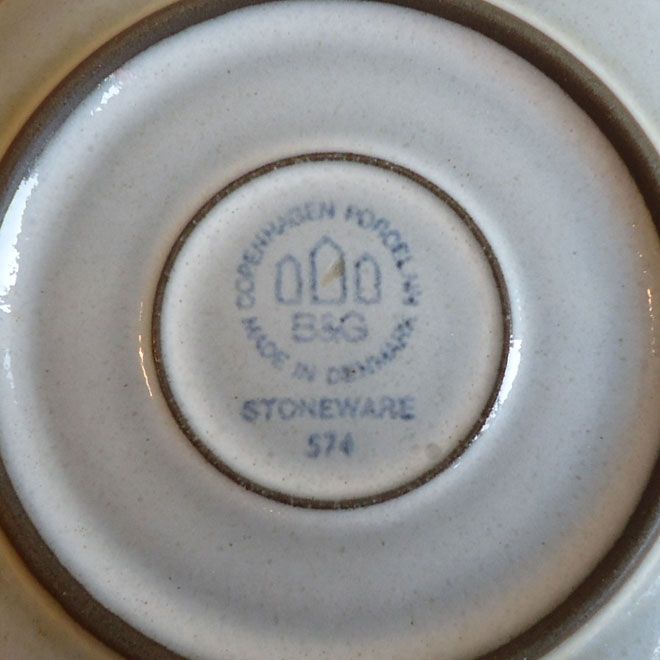 COPENHAGEN PORCELAIN
B&G
MADE IN DENMARK
STONEWARE
574